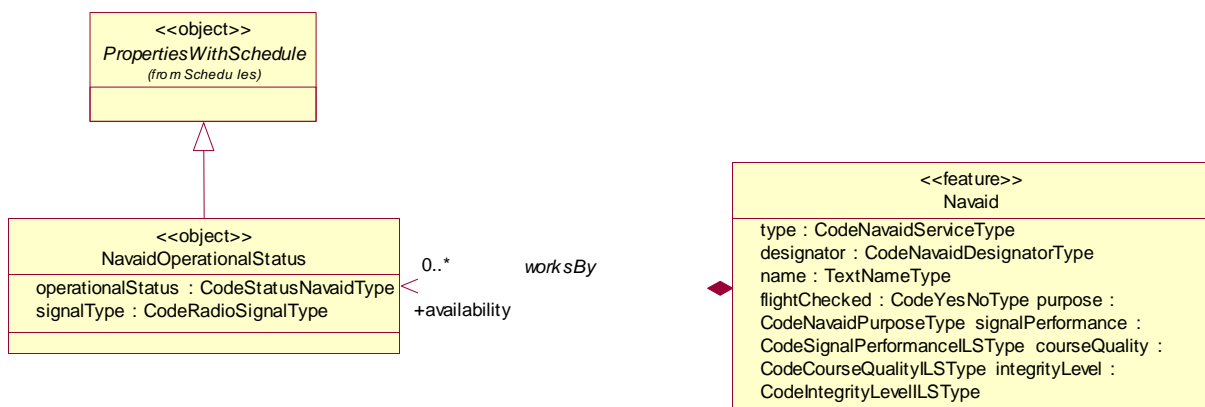 <<object>>
PropertiesWithSchedule
(from Schedules)
<<object>>
NavaidOperationalStatus
operationalStatus : CodeStatusNavaidType
signalType : CodeRadioSignalType
0..*
worksBy
+availability
<<feature>>
Navaid
type : CodeNavaidServiceType
designator : CodeNavaidDesignatorType
name : TextNameType
flightChecked : CodeYesNoType purpose :
CodeNavaidPurposeType signalPerformance :
CodeSignalPerformanceILSType courseQuality :
CodeCourseQualityILSType integrityLevel :
CodeIntegrityLevelILSType